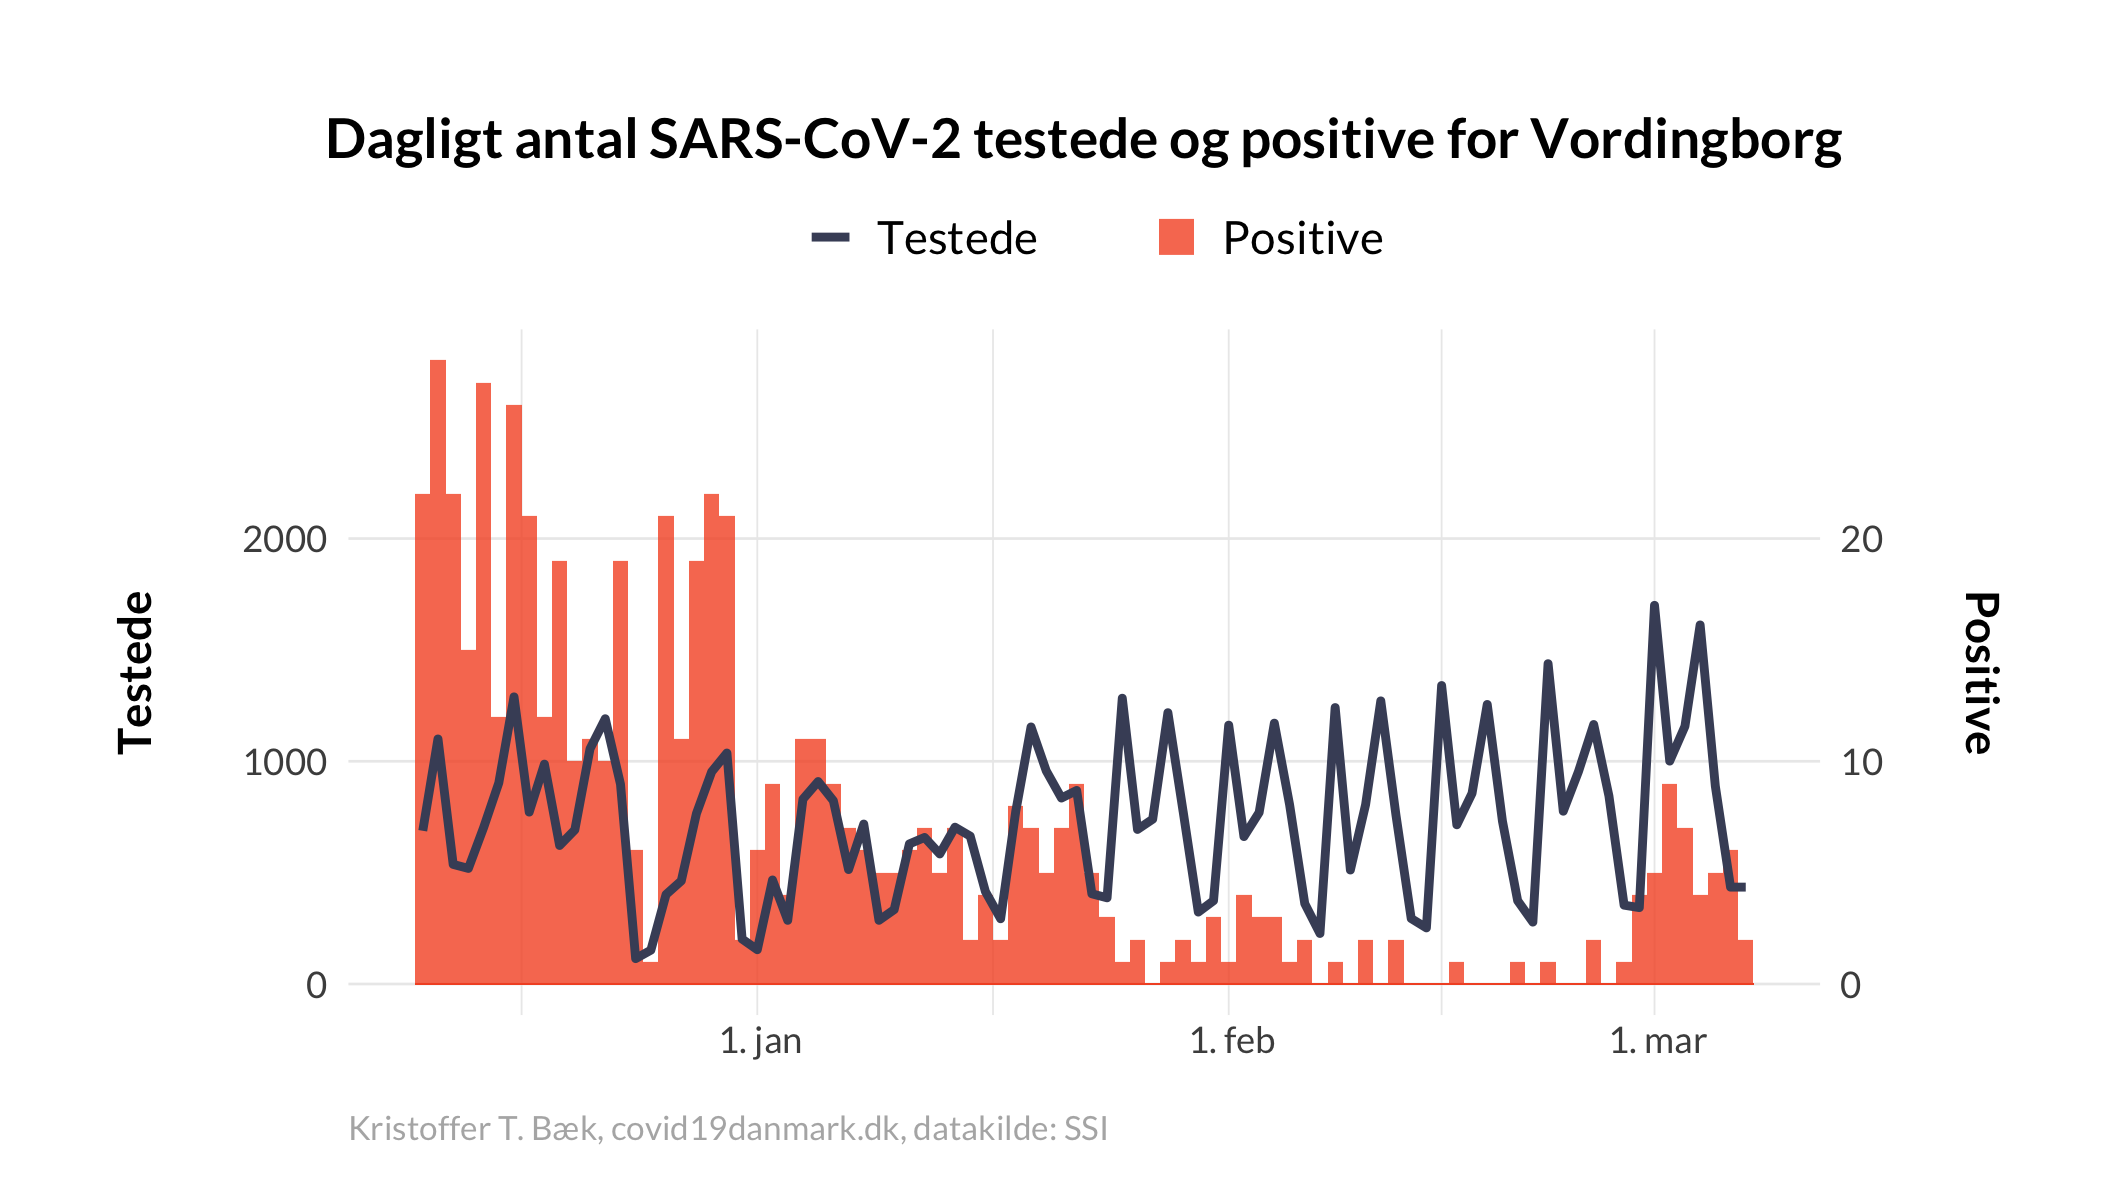 Dagligt antal SARS-CoV-2 testede og positive for Vordingborg
Testede
Positive
Testede
2000
1000
0
20
10
0
Positive
1. jan
1. feb
1. mar
Kristoffer T. Bæk, covid19danmark.dk, datakilde: SSI